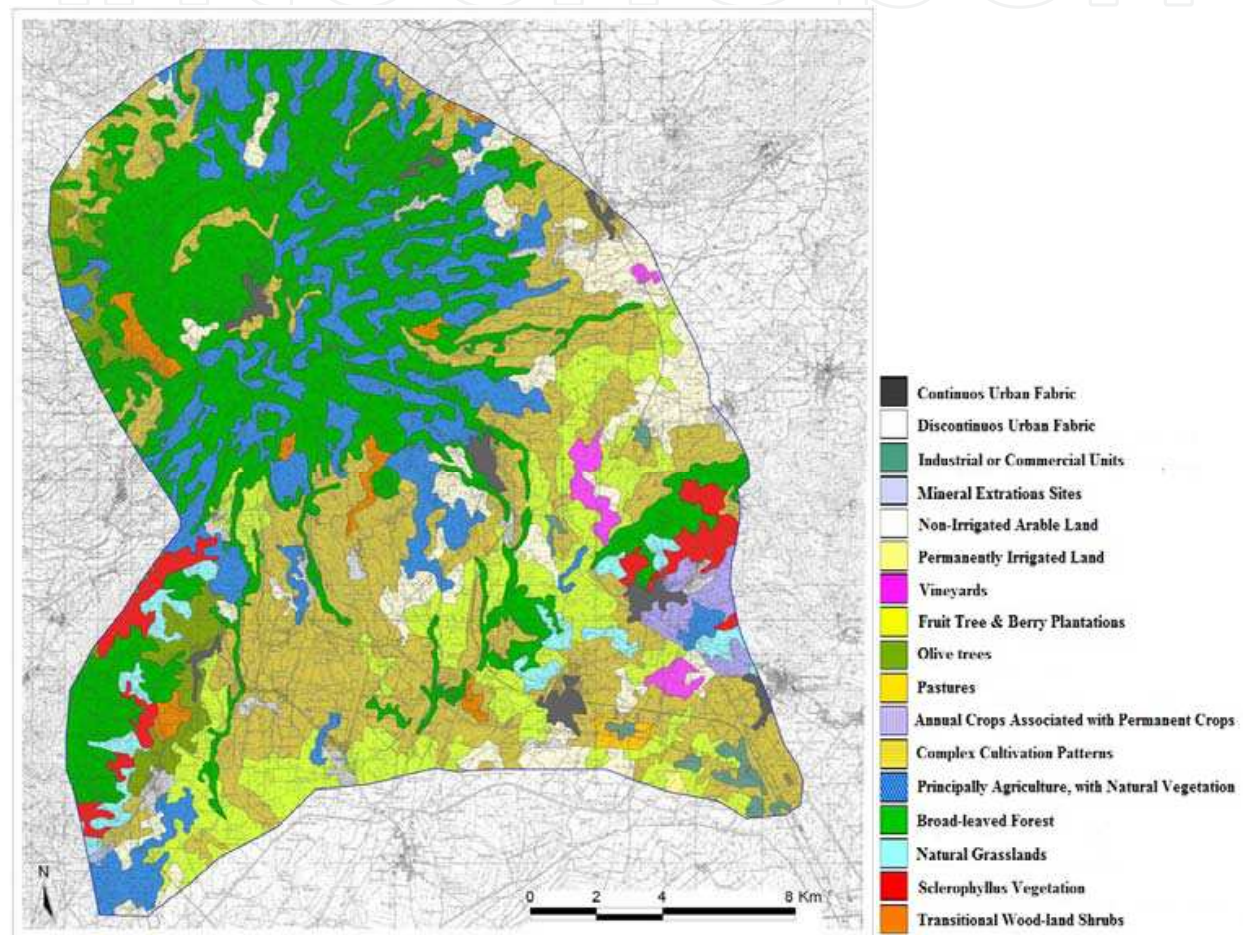 N
0 2 4 8 Km
Continuos Urban Fabric
Discontinuos Urban Fabric
Industrial or Commercial Units
Mineral Extrations Sites
Non-Irrigated Arable Land
Permanently Irrigated Land
Vineyards
Fruit Tree & Berry Plantations
Olive trees
Pastures
Annual Crops Associated with Permanent Crops
Complex Cultivation Patterns
Principally Agriculture, with Natural Vegetation
Broad-leaved Forest
Natural Grasslands
Sclerophyllus Vegetation
Transitional Wood-land Shrubs